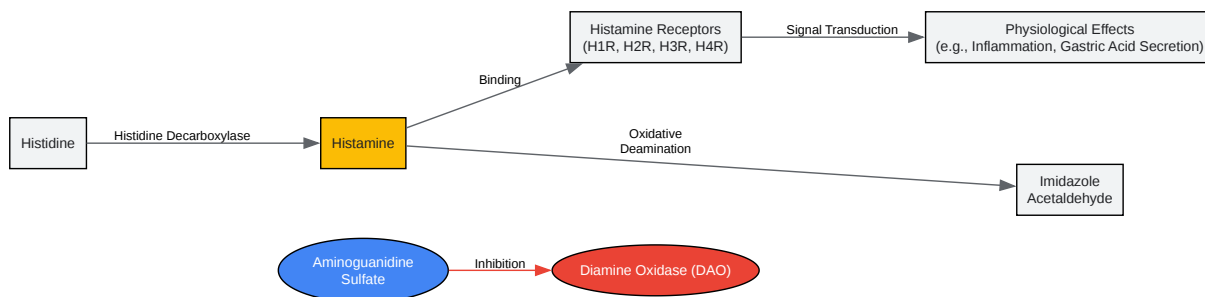 Histidine
Histidine Decarboxylase
Histamine
Binding
Histamine Receptors
(H1R, H2R, H3R, H4R)
Signal Transduction
Physiological Effects
(e.g., Inflammation, Gastric Acid Secretion)
Oxidative
Deamination
Imidazole
Acetaldehyde
Aminoguanidine
Sulfate
Inhibition
Diamine Oxidase (DAO)